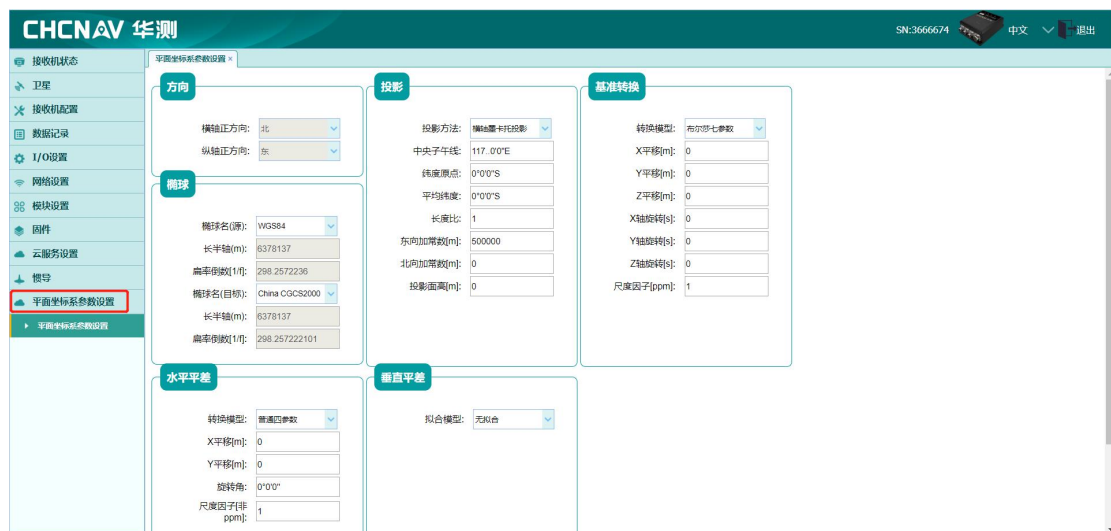 CHCNAV 华测
SN:3666674 中文 退出
接收机状态
卫星
接收机配置
数据记录
I/O设置
网络设置
模块设置
固件
云服务设置
惯导
平面坐标系参数设置
平面坐标系参数设置
平面坐标系参数设置 ×
方向
横轴正方向: 北
纵轴正方向: 东
椭球
椭球名(源): WGS84
长半轴(m): 6378137
扁率倒数[1/f]: 298.2572236
椭球名(目标): China CGCS2000
长半轴(m): 6378137
扁率倒数[1/f]: 298.257222101
投影
投影方法: 横轴墨卡托投影
中央子午线: 117..0'0"E
纬度原点: 0°0'0"S
平均纬度: 0°0'0"S
长度比: 1
东向加常数[m]: 500000
北向加常数[m]: 0
投影面高[m]: 0
基准转换
转换模型: 布尔莎七参数
X平移[m]: 0
Y平移[m]: 0
Z平移[m]: 0
X轴旋转[s]: 0
Y轴旋转[s]: 0
Z轴旋转[s]: 0
尺度因子[ppm]: 1
水平平差
转换模型: 普通四参数
X平移[m]: 0
Y平移[m]: 0
旋转角: 0°0'0"
尺度因子[非
ppm]: 1
垂直平差
拟合模型: 无拟合